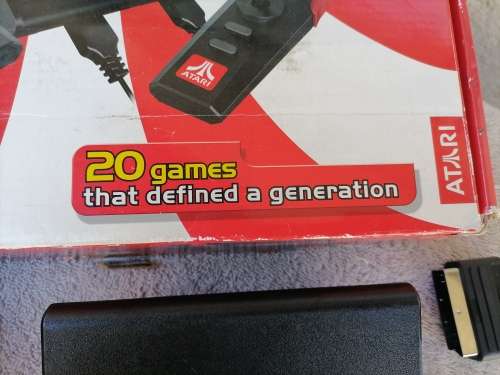 ATARI
20 games
that defined a generation
ATARI